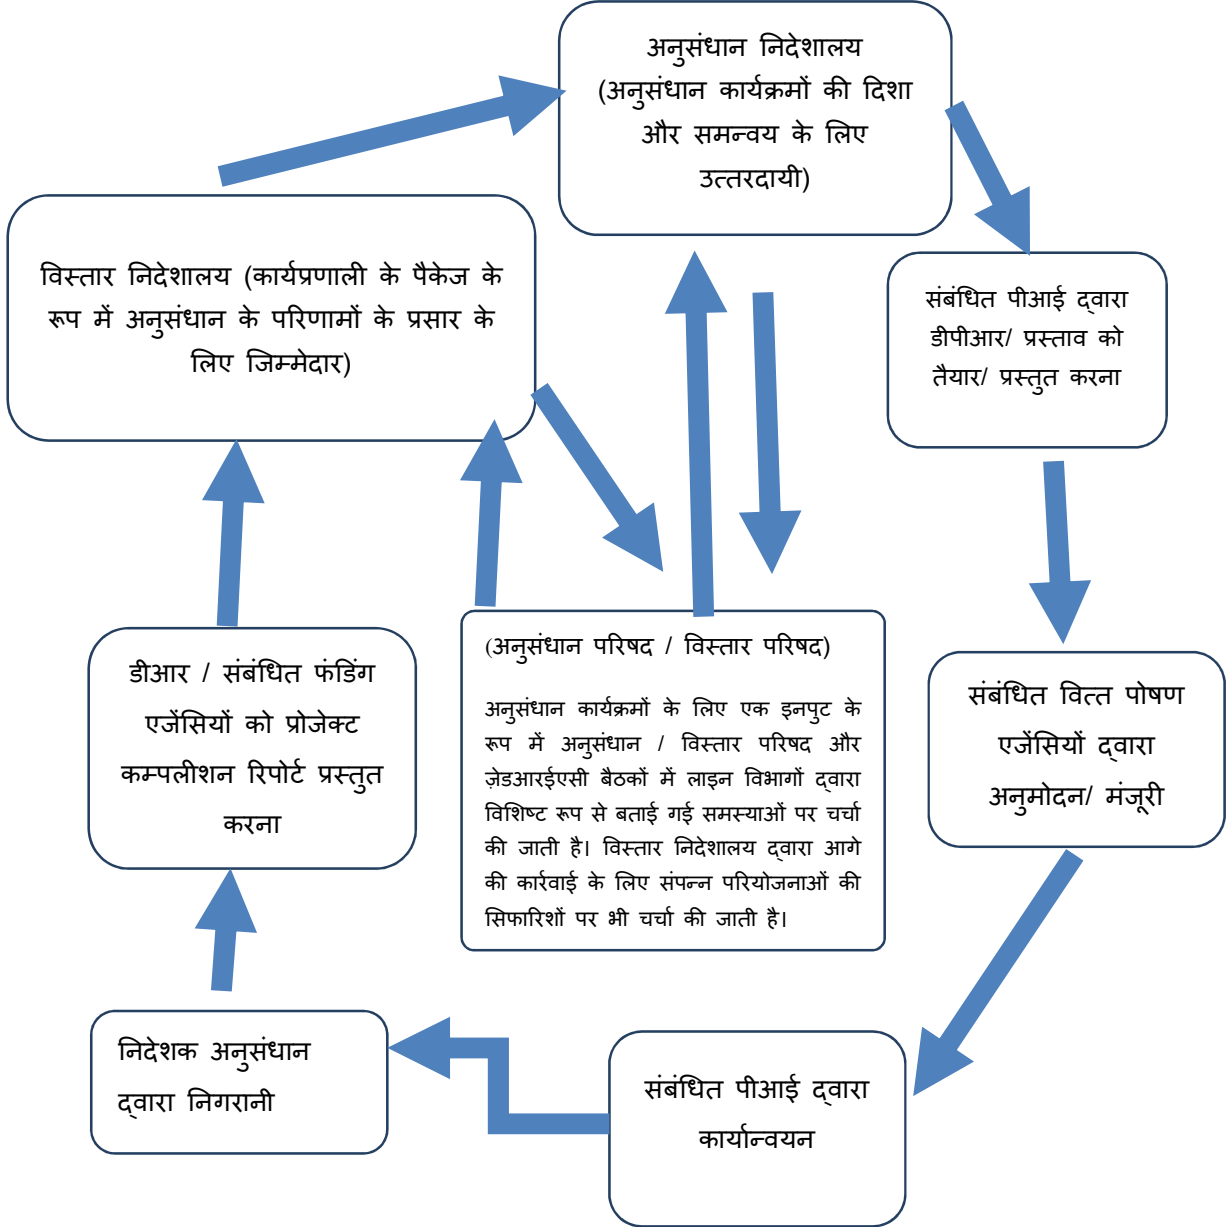 अनुसंधान निदेशालय
(अनुसंधान कार्यक्रमों की दिशा
और समन्वय के लिए
उत्तरदायी)
विस्तार निदेशालय (कार्यप्रणाली के पैकेज के
रूप में अनुसंधान के परिणामों के प्रसार के
लिए जिम्मेदार)
संबंधित पीआई द्वारा
डीपीआर/ प्रस्ताव को
तैयार/ प्रस्तुत करना
डीआर / संबंधित फंडिंग
एजेंसियों को प्रोजेक्ट
कम्पलीशन रिपोर्ट प्रस्तुत
करना
(अनुसंधान परिषद / विस्तार परिषद)
अनुसंधान कार्यक्रमों के लिए एक इनपुट के
रूप में अनुसंधान / विस्तार परिषद और
ज़ेडआरईएसी बैठकों में लाइन विभागों द्वारा
विशिष्ट रूप से बताई गई समस्याओं पर चर्चा
की जाती है। विस्तार निदेशालय द्वारा आगे
की कार्रवाई के लिए संपन्न परियोजनाओं की
सिफारिशों पर भी चर्चा की जाती है।
संबंधित वित्त पोषण
एजेंसियों द्वारा
अनुमोदन/ मंजूरी
निदेशक अनुसंधान
द्वारा निगरानी
संबंधित पीआई द्वारा
कार्यान्वयन